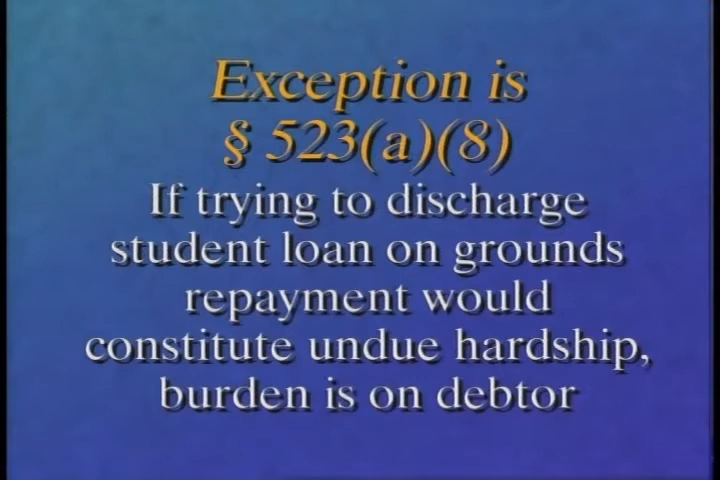 Exception is
§ 523(a)(8)
If trying to discharge
student loan on grounds
repayment would
constitute undue hardship,
burden is on debtor